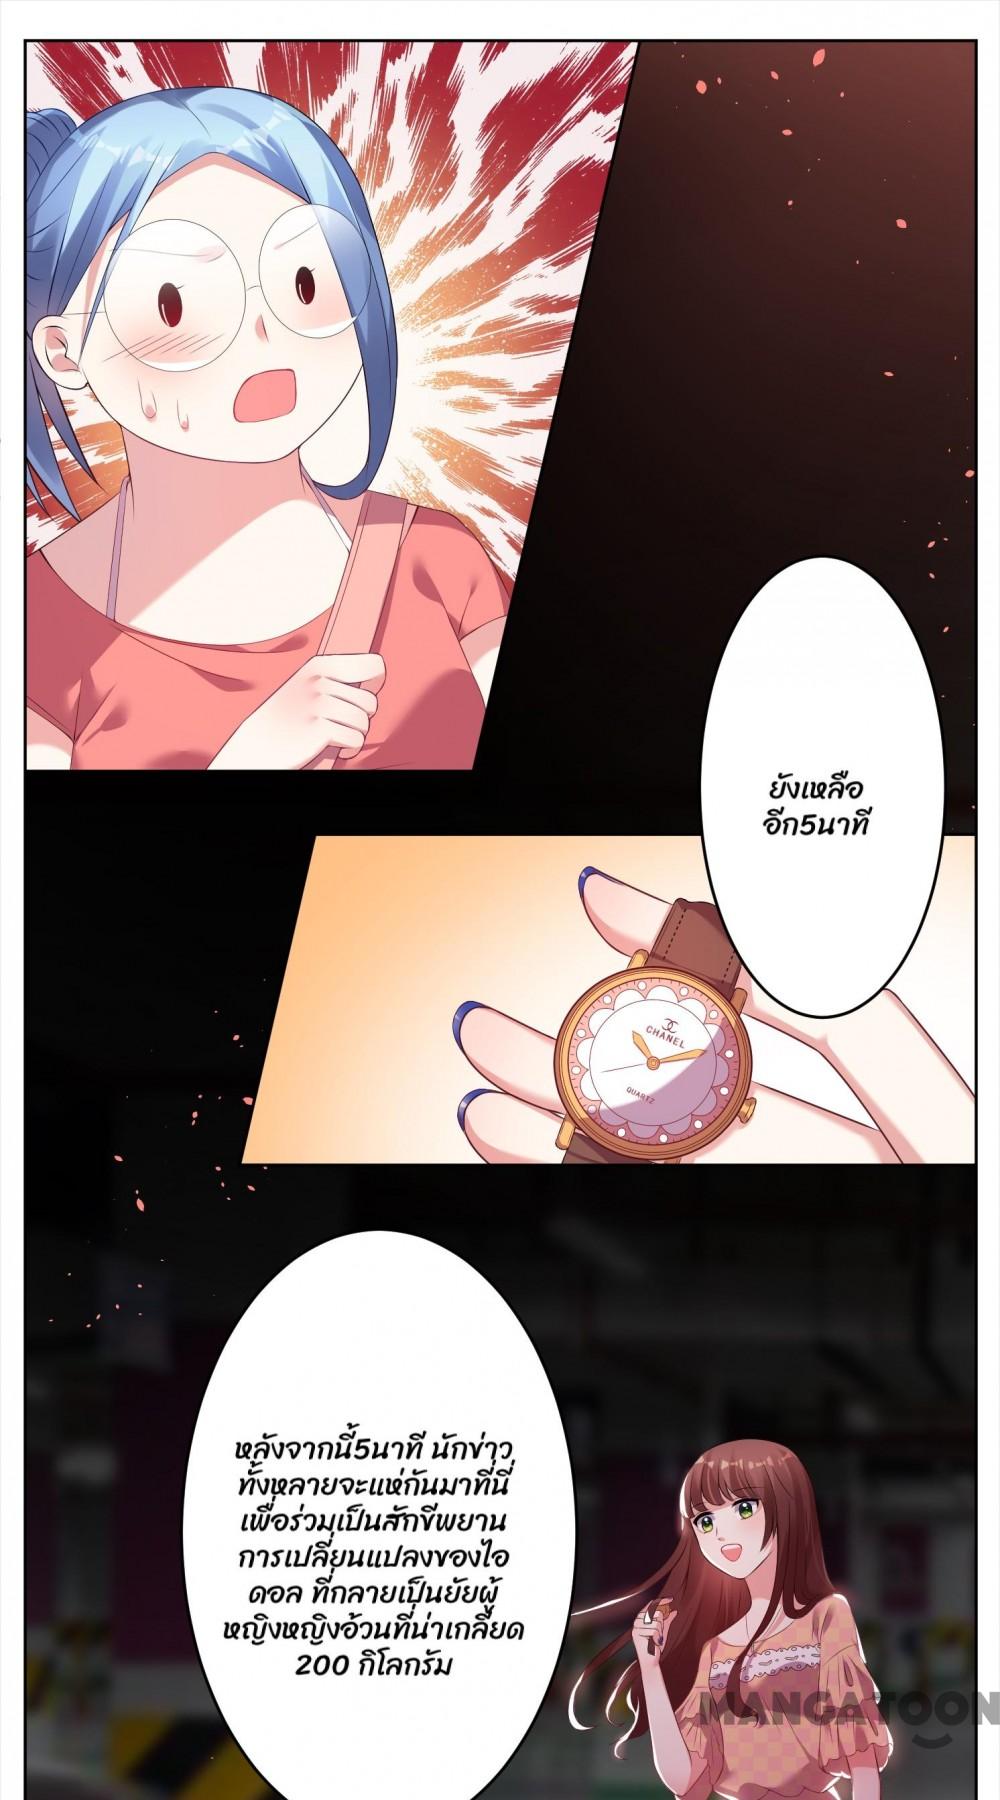 ยังเหลือ
อีก5นาที
CHANEL
QUARTZ
หลังจากนี้5นาที นักข่าว
ทั้งหลายจะแห่กันมาที่นี่
เพื่อร่วมเป็นสักขีพยาน
การเปลี่ยนแปลงของไอ
ดอล ที่กลายเป็นยัยผู้
หญิงหญิงอ้วนที่น่าเกลียด
200 กิโลกรัม
MANGATOON